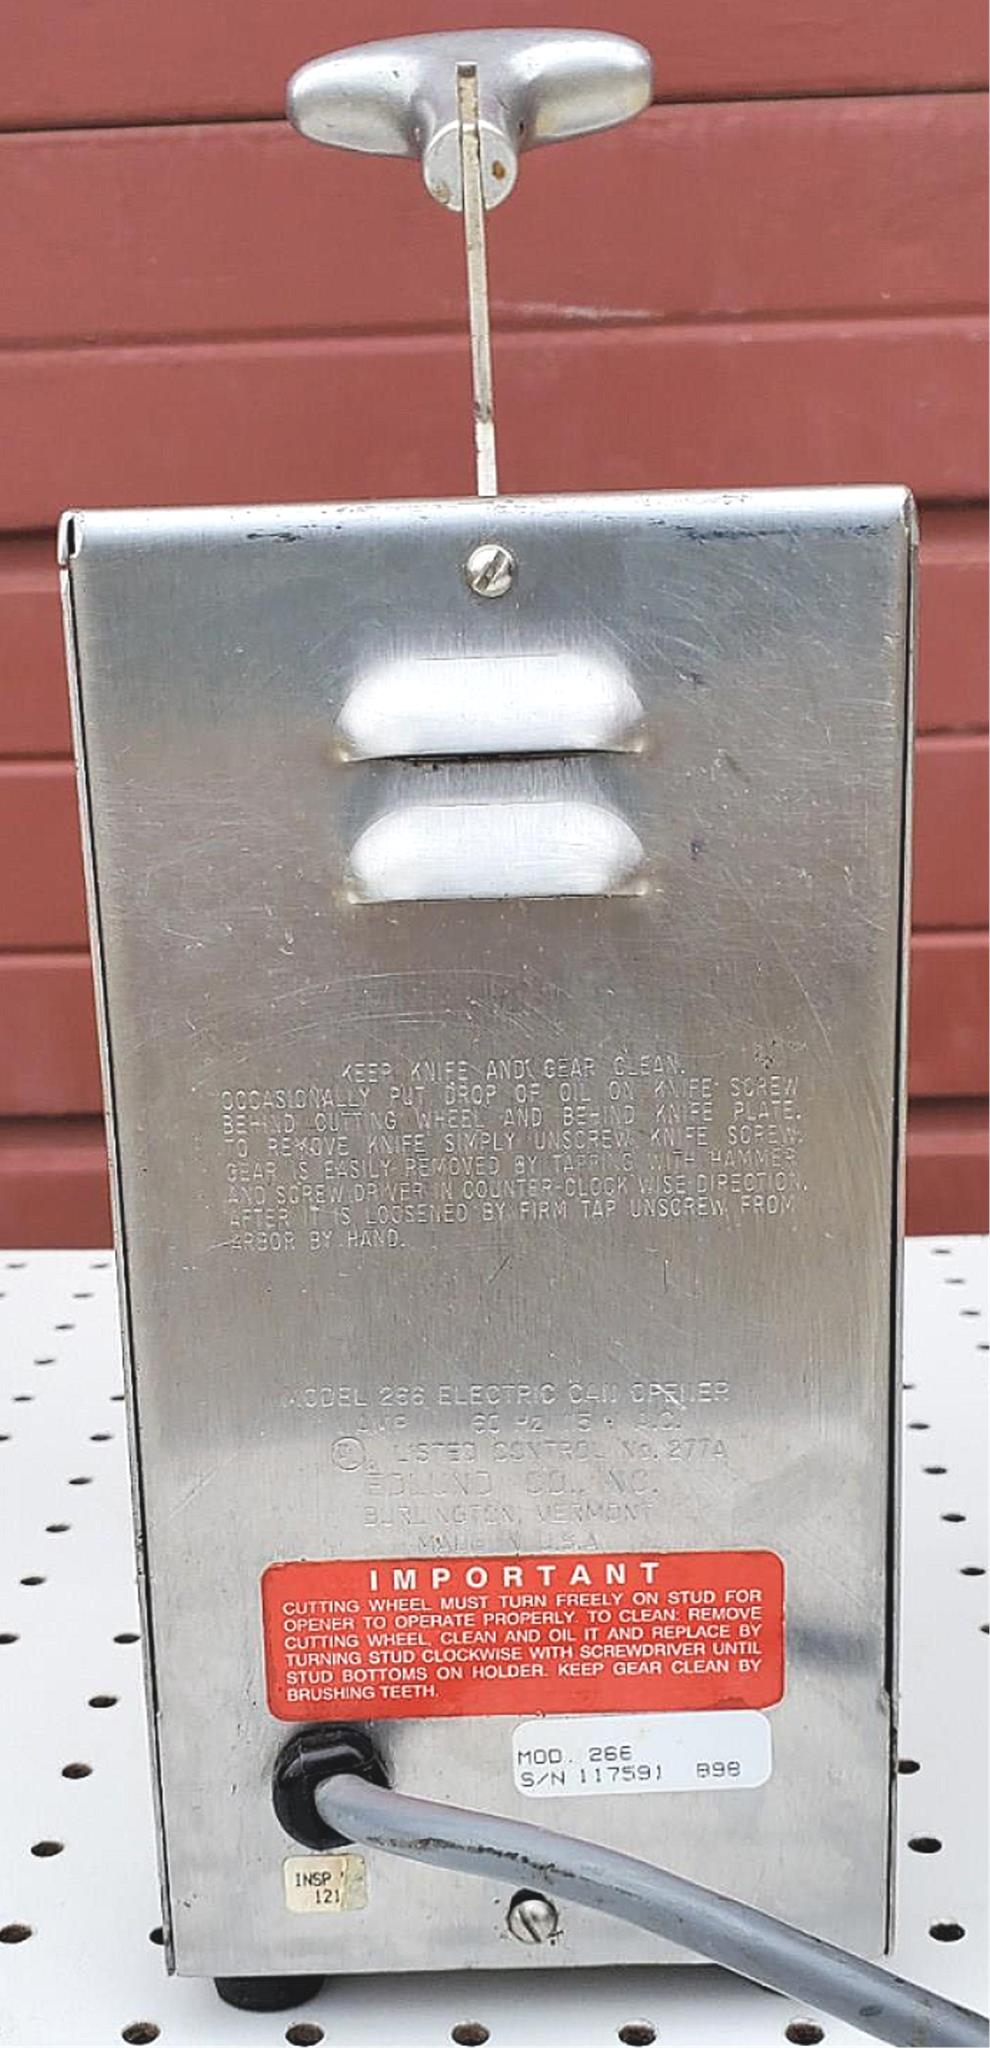 KEEP KNIFE AND GEAR CLEAN.
OCCASIONALLY PUT DROP OF OIL ON KNIFE SCREW
BEHIND CUTTING WHEEL AND BEHIND KNIFE PLATE.
TO REMOVE KNIFE SIMPLY UNSCREW KNIFE SCREW.
GEAR IS EASILY REMOVED BY TAPPING WITH HAMMER
AND SCREW DRIVER IN COUNTER-CLOCK WISE DIRECTION.
AFTER IT IS LOOSENED BY FIRM TAP UNSCREW FROM
ARBOR BY HAND.
MODEL 266 ELECTRIC CAN OPENER
AMP 60 Hz A.C.
UL LISTED CONTROL No. 277A
EDLUND CO., INC.
BURLINGTON, VERMONT
MADE IN U.S.A.
IMPORTANT
CUTTING WHEEL MUST TURN FREELY ON STUD FOR
OPENER TO OPERATE PROPERLY. TO CLEAN: REMOVE
CUTTING WHEEL, CLEAN AND OIL IT AND REPLACE BY
TURNING STUD CLOCKWISE WITH SCREWDRIVER UNTIL
STUD BOTTOMS ON HOLDER. KEEP GEAR CLEAN BY
BRUSHING TEETH.
MOD. 266
S/N 117591 B98
INSP
121